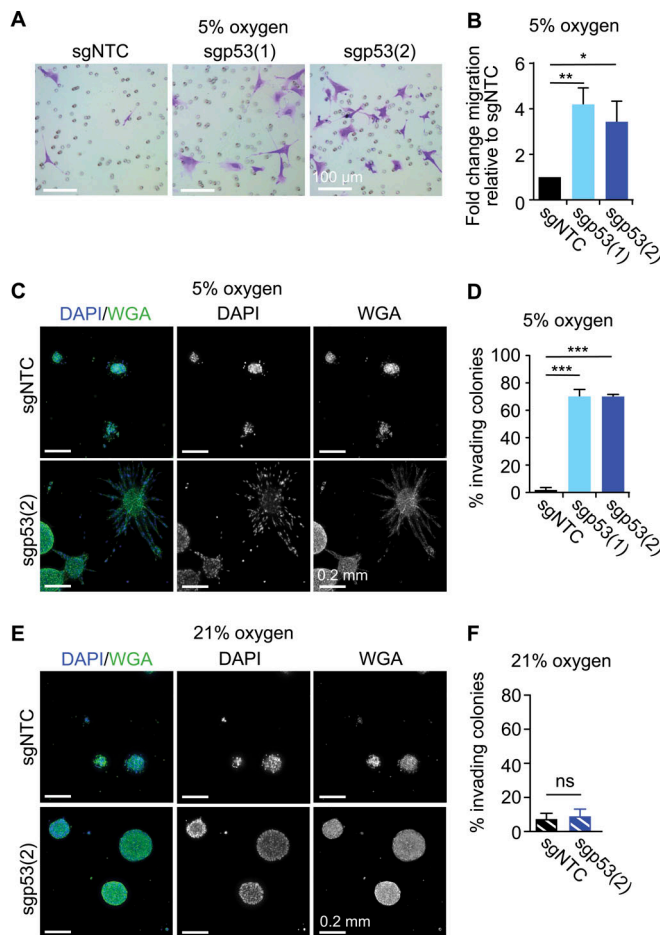 A
5% oxygen
sgNTC sgp53(1) sgp53(2)
100 µm
B
5% oxygen
Fold change migration
relative to sgNTC
6
4
2
0
** *
sgNTC
sgp53(1)
sgp53(2)
C
5% oxygen
DAPI/WGA DAPI WGA
sgNTC
sgp53(2)
0.2 mm
D
5% oxygen
% invading colonies
100
80
60
40
20
0
***
***
sgNTC
sgp53(1)
sgp53(2)
E
21% oxygen
DAPI/WGA DAPI WGA
sgNTC
sgp53(2)
0.2 mm
F
21% oxygen
% invading colonies
80
60
40
20
0
ns
sgNTC
sgp53(2)